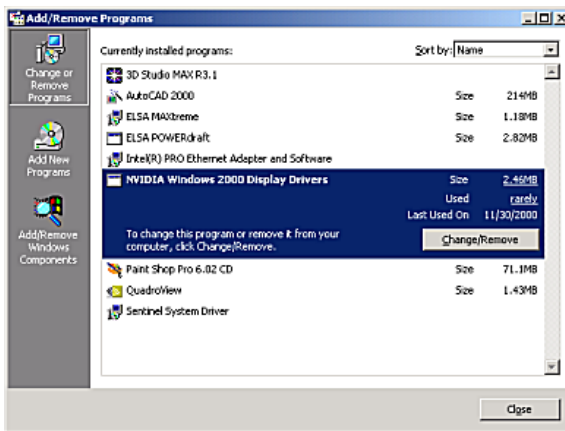 Add/Remove Programs
Change or
Remove
Programs
Add New
Programs
Add/Remove
Windows
Components
Currently installed programs:
Sort by: Name
3D Studio MAX R3.1
AutoCAD 2000 Size 214MB
ELSA MAXtreme Size 1.18MB
ELSA POWERdraft Size 2.82MB
Intel(R) PRO Ethernet Adapter and Software
NVIDIA Windows 2000 Display Drivers Size 2.46MB
Used rarely
Last Used On 11/30/2000
To change this program or remove it from your
computer, click Change/Remove.
Change/Remove
Paint Shop Pro 6.02 CD Size 71.1MB
QuadroView Size 1.43MB
Sentinel System Driver
Close